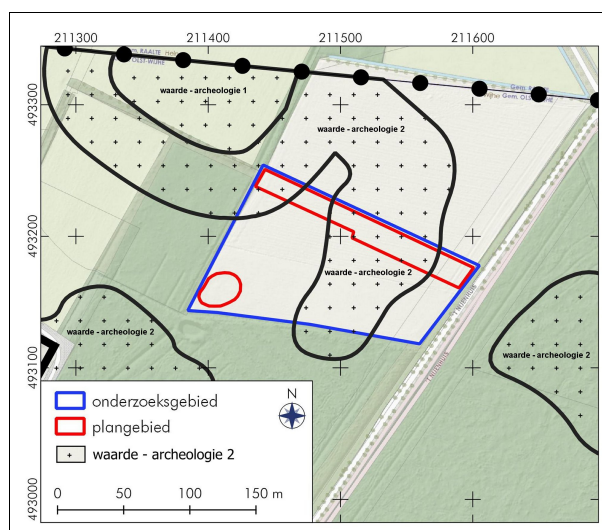 211300 211400 211500 211600
493300
493200
493100
493000
waarde - archeologie 1
waarde - archeologie 2
waarde - archeologie 2
waarde - archeologie 2
waarde - archeologie 2
onderzoeksgebied
plangebied
waarde - archeologie 2
N
0 50 100 150 m